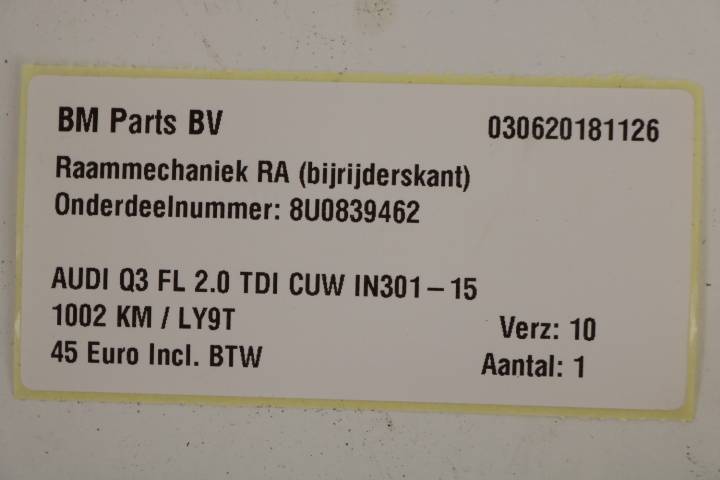 BM Parts BV 030620181126
Raammechaniek RA (bijrijderskant)
Onderdeelnummer: 8U0839462
AUDI Q3 FL 2.0 TDI CUW IN301-15
1002 KM / LY9T Verz: 10
45 Euro Incl. BTW Aantal: 1